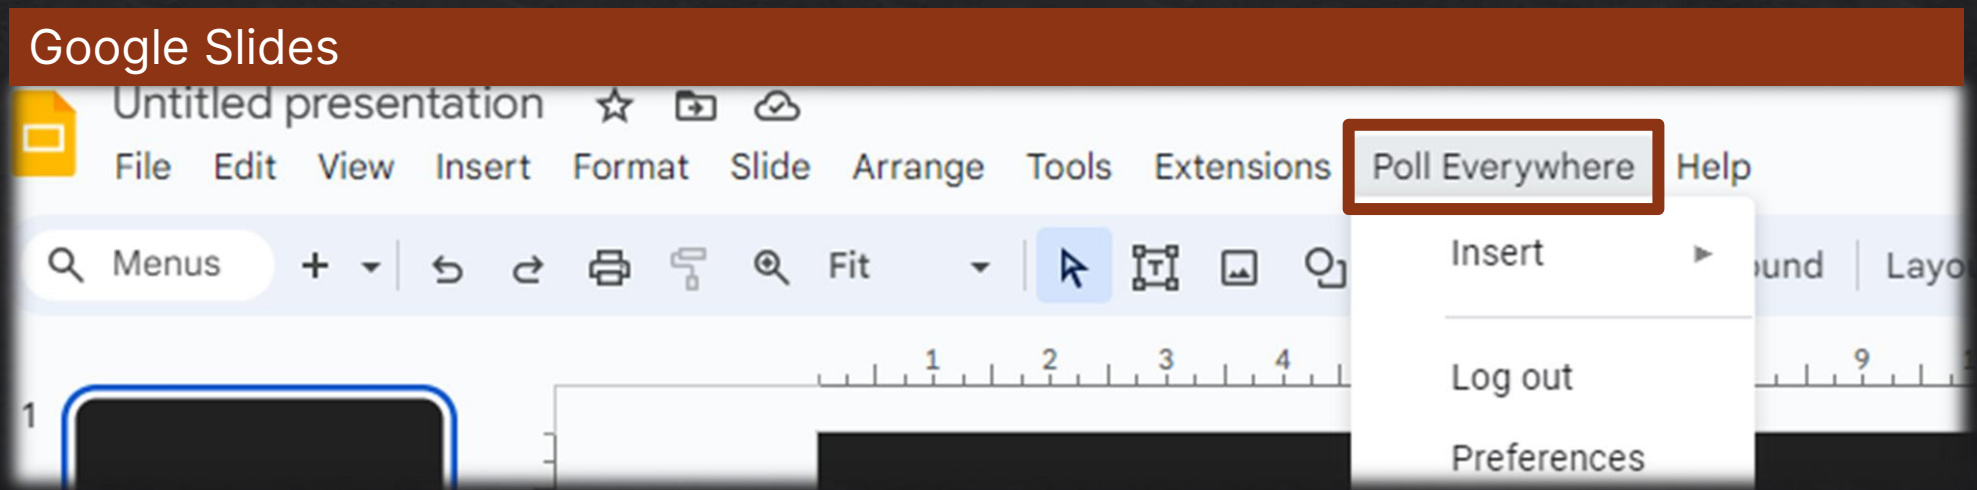 Google Slides
Untitled presentation
File Edit View Insert Format Slide Arrange Tools Extensions Poll Everywhere Help
Menus Fit
Insert
1 2 3 4 9
Log out
1
Preferences